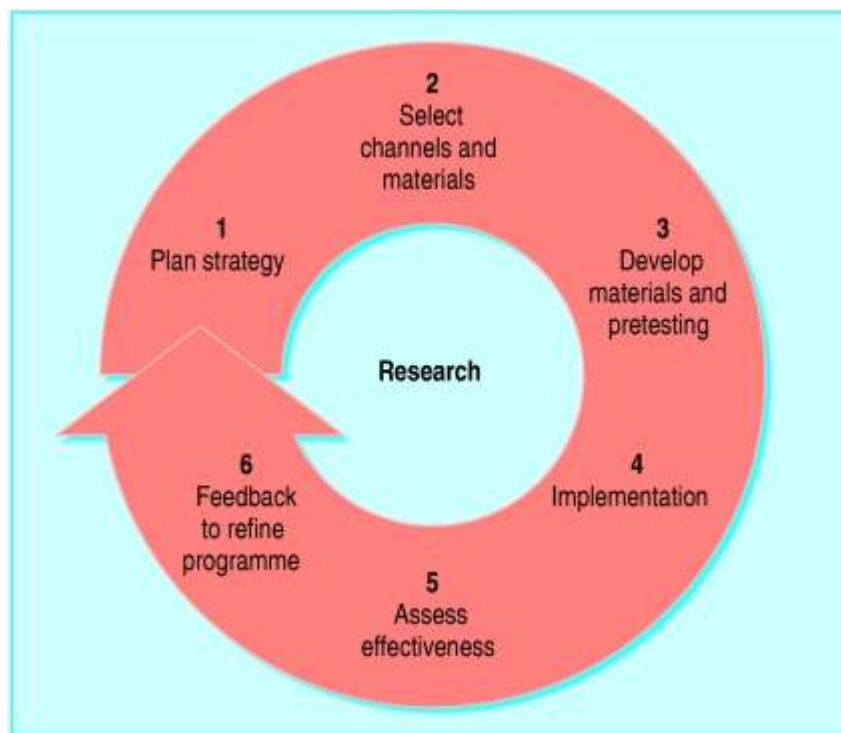 1
Plan strategy
2
Select
channels and
materials
3
Develop
materials and
pretesting
4
Implementation
5
Assess
effectiveness
6
Feedback
to refine
programme
Research